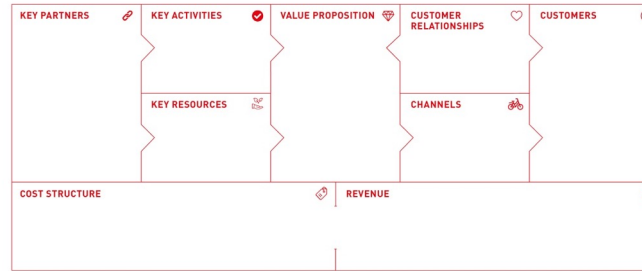 KEY PARTNERS
KEY ACTIVITIES
VALUE PROPOSITION
CUSTOMER
RELATIONSHIPS
CUSTOMERS
KEY RESOURCES
CHANNELS
COST STRUCTURE
REVENUE